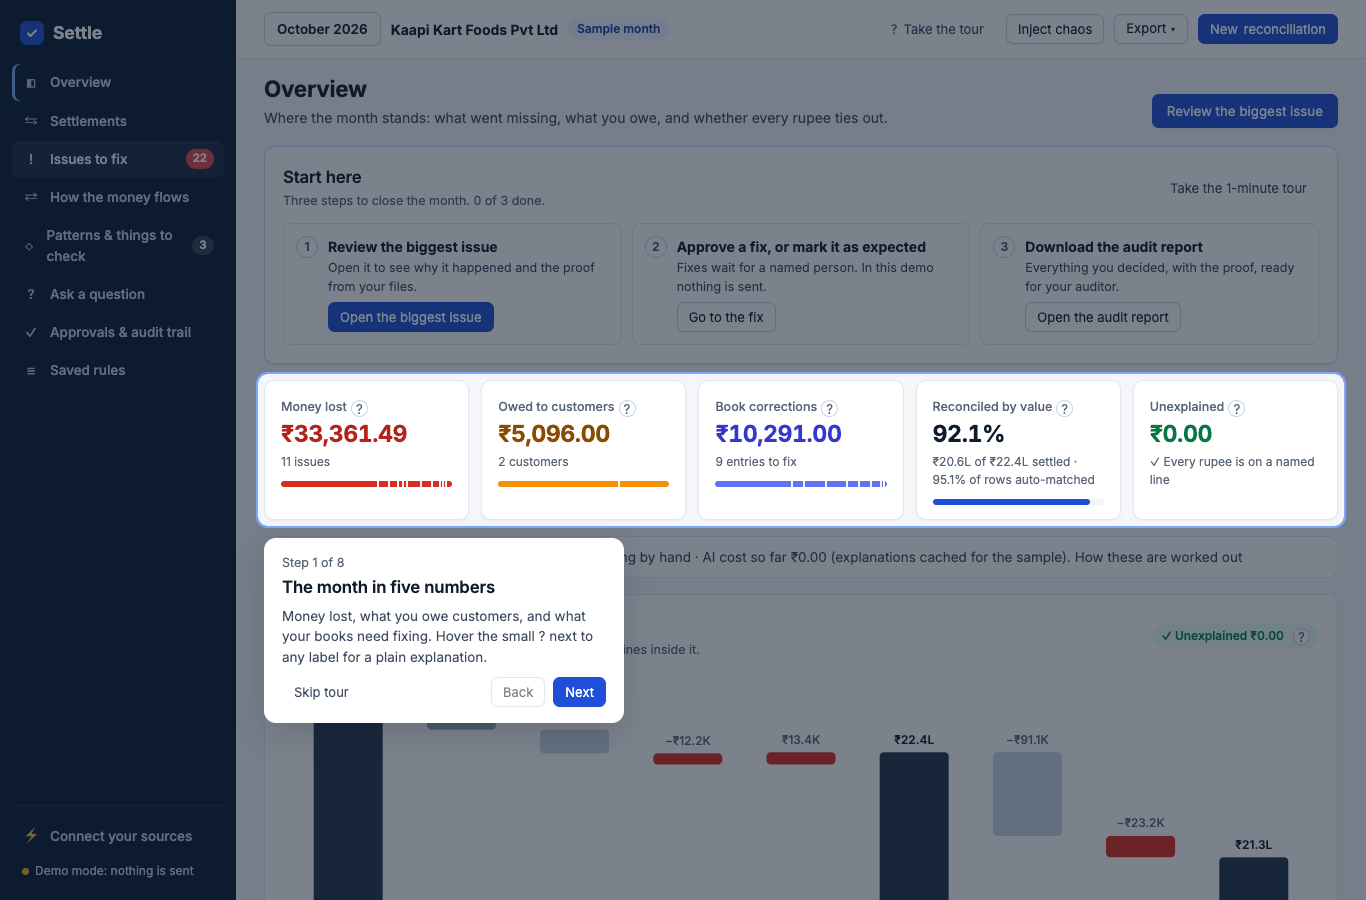 Settle
Overview
Settlements
Issues to fix
22
How the money flows
Patterns & things to
check
3
Ask a question
Approvals & audit trail
Saved rules
Connect your sources
Demo mode: nothing is sent
October 2026
Kaapi Kart Foods Pvt Ltd
Sample month
? Take the tour
Inject chaos
Export
New reconciliation
Overview
Where the month stands: what went missing, what you owe, and whether every rupee ties out.
Review the biggest issue
Start here
Three steps to close the month. 0 of 3 done.
Take the 1-minute tour
1
Review the biggest issue
Open it to see why it happened and the proof
from your files.
Open the biggest issue
2
Approve a fix, or mark it as expected
Fixes wait for a named person. In this demo
nothing is sent.
Go to the fix
3
Download the audit report
Everything you decided, with the proof, ready
for your auditor.
Open the audit report
Money lost ?
₹33,361.49
11 issues
Owed to customers ?
₹5,096.00
2 customers
Book corrections ?
₹10,291.00
9 entries to fix
Reconciled by value ?
92.1%
₹20.6L of ₹22.4L settled ·
95.1% of rows auto-matched
Unexplained ?
₹0.00
✓ Every rupee is on a named
line
ng by hand · AI cost so far ₹0.00 (explanations cached for the sample). How these are worked out
Step 1 of 8
The month in five numbers
Money lost, what you owe customers, and what
your books need fixing. Hover the small ? next to
any label for a plain explanation.
Skip tour
Back
Next
ines inside it.
✓ Unexplained ₹0.00 ?
−₹12.2K
₹13.4K
₹22.4L
−₹91.1K
−₹23.2K
₹21.3L